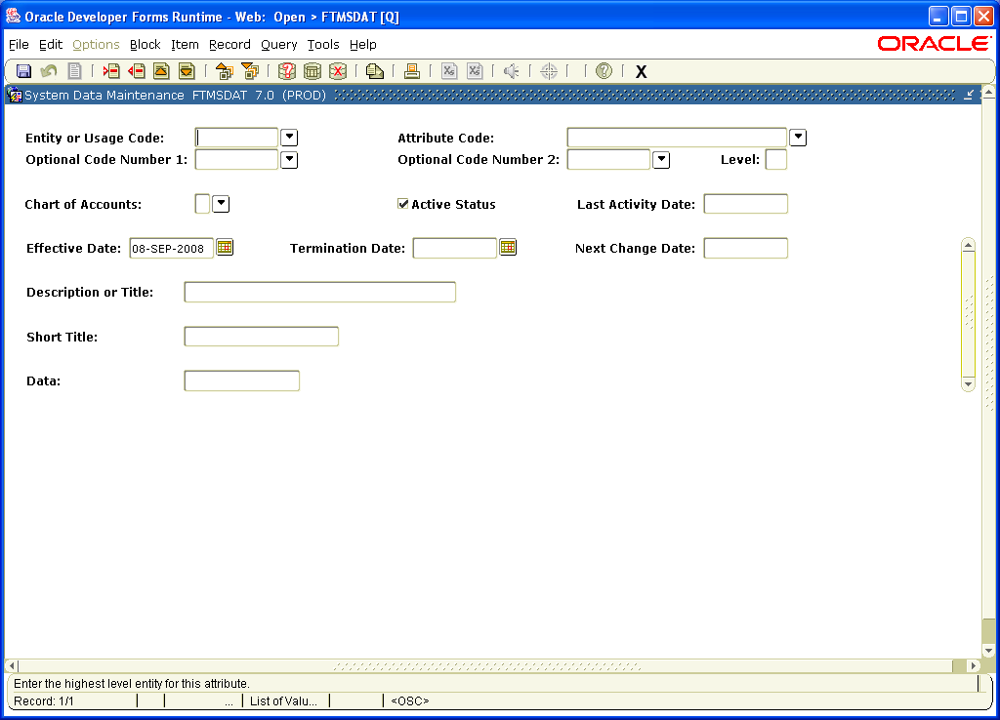 Oracle Developer Forms Runtime - Web: Open > FTMSDAT [Q]
File Edit Options Block Item Record Query Tools Help
ORACLE
X
System Data Maintenance FTMSDAT 7.0 (PROD)
Entity or Usage Code: Attribute Code:
Optional Code Number 1: Optional Code Number 2: Level:
Chart of Accounts: Active Status Last Activity Date:
Effective Date: 08-SEP-2008 Termination Date: Next Change Date:
Description or Title:
Short Title:
Data:
Enter the highest level entity for this attribute.
Record: 1/1 ... List of Valu... <OSC>